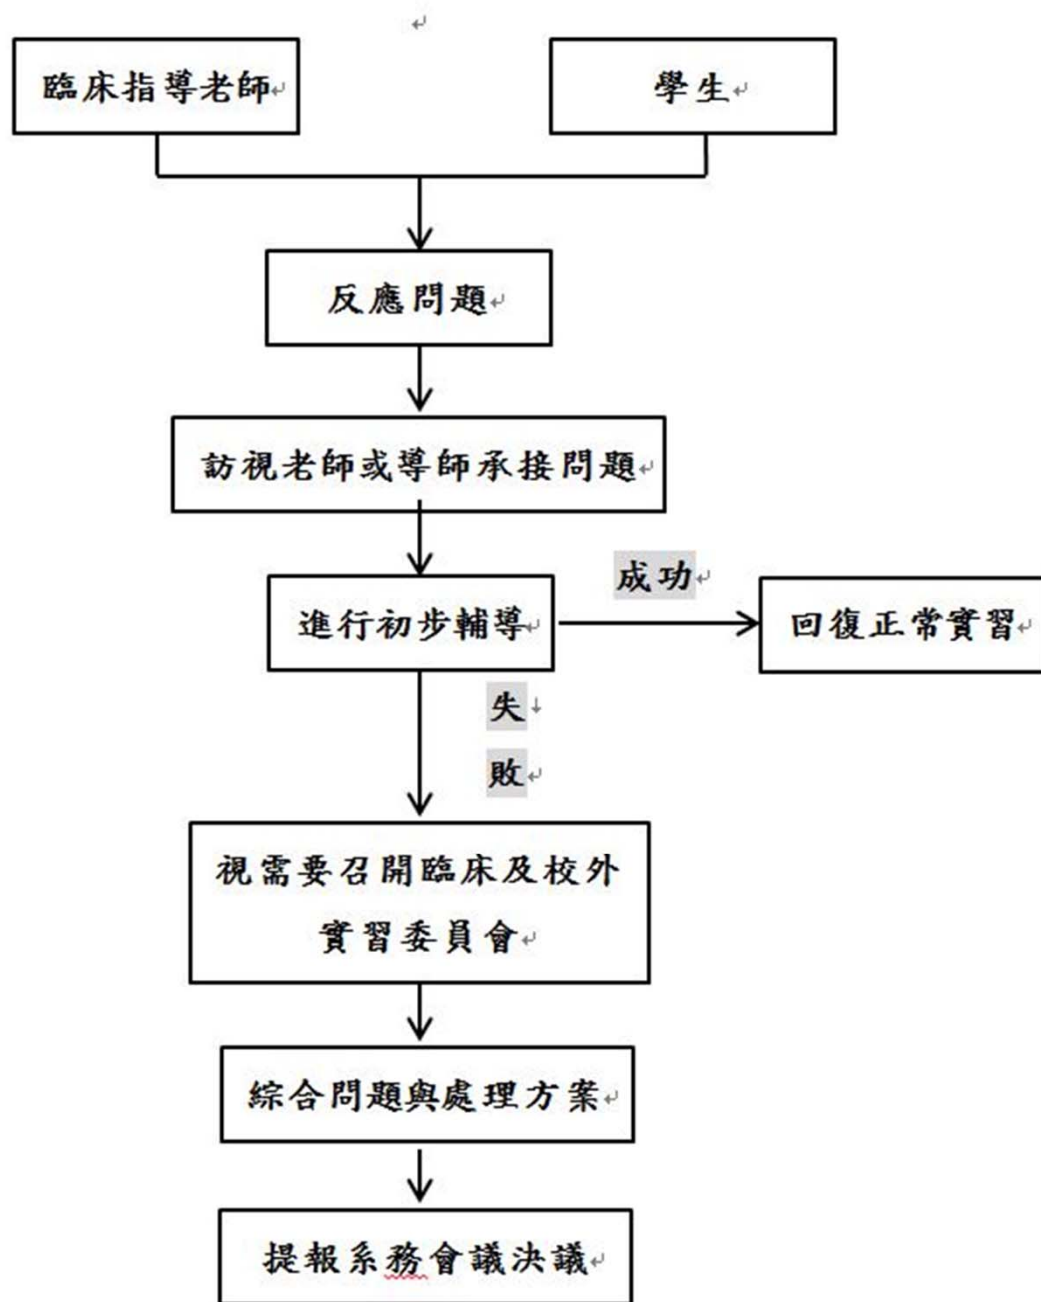 臨床指導老師
學生
反應問題
訪視老師或導師承接問題
進行初步輔導
成功
回復正常實習
失
敗
視需要召開臨床及校外
實習委員會
綜合問題與處理方案
提報系務會議決議